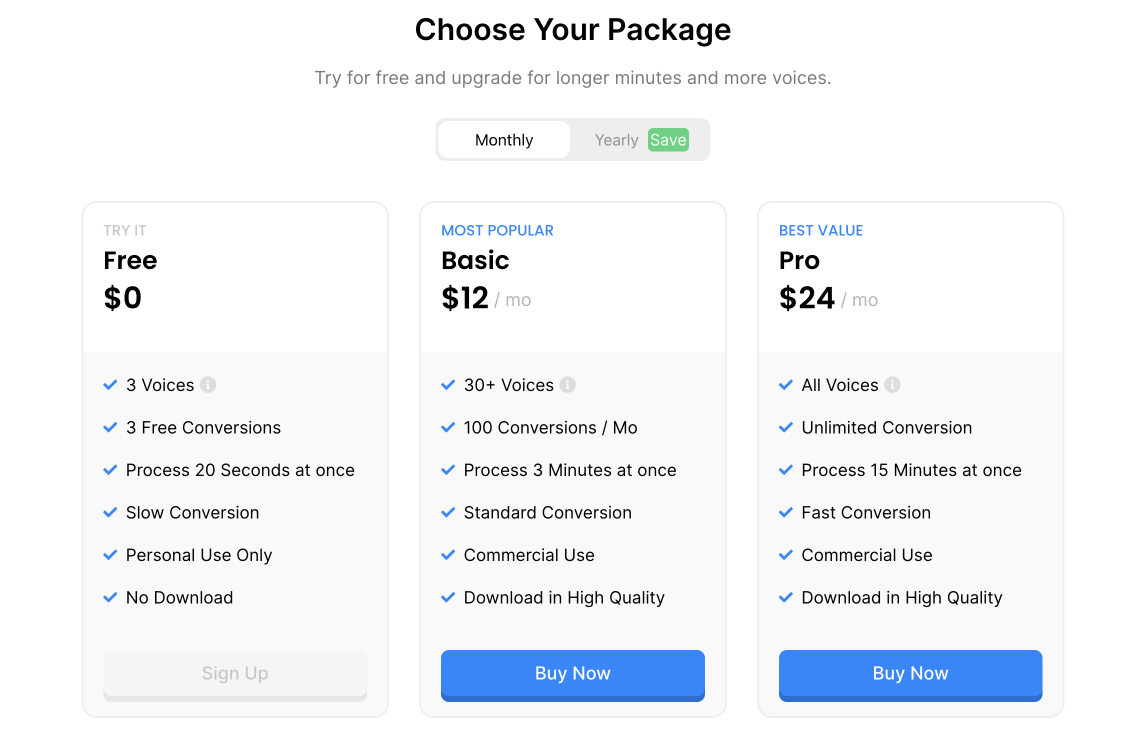 Choose Your Package
Try for free and upgrade for longer minutes and more voices.
Monthly
Yearly Save
TRY IT
Free
$0
3 Voices
3 Free Conversions
Process 20 Seconds at once
Slow Conversion
Personal Use Only
No Download
Sign Up
MOST POPULAR
Basic
$12 / mo
30+ Voices
100 Conversions / Mo
Process 3 Minutes at once
Standard Conversion
Commercial Use
Download in High Quality
Buy Now
BEST VALUE
Pro
$24 / mo
All Voices
Unlimited Conversion
Process 15 Minutes at once
Fast Conversion
Commercial Use
Download in High Quality
Buy Now